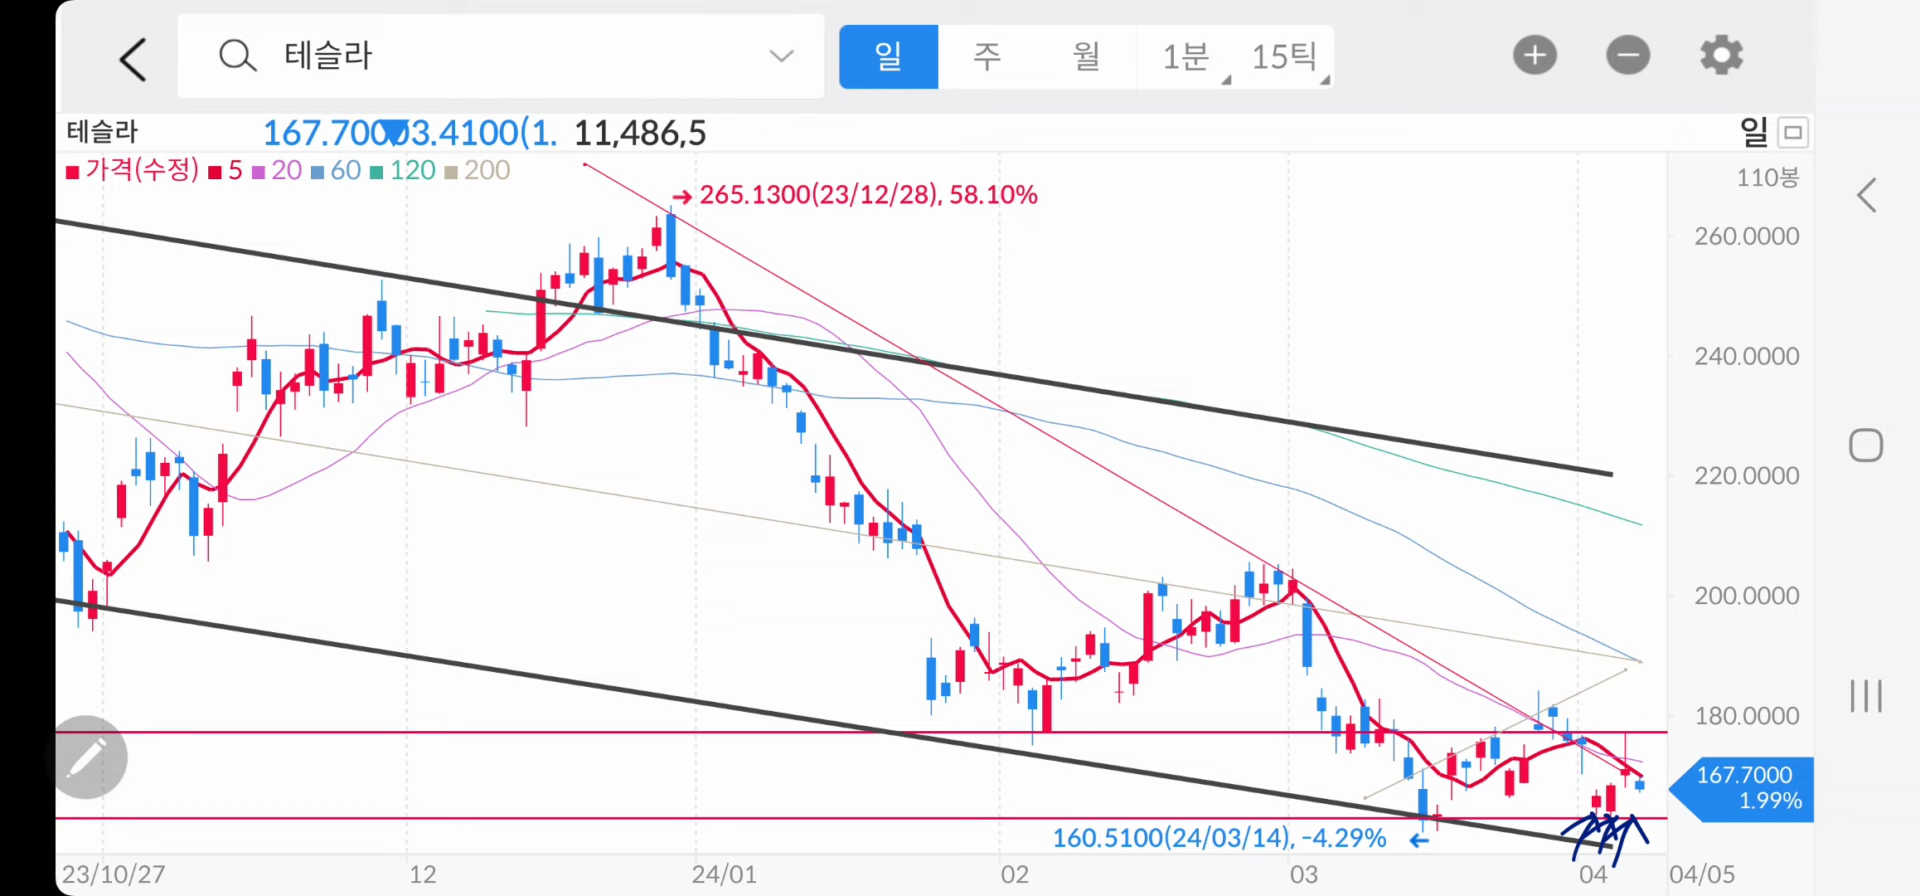 테슬라 일 주 월 1분 15틱
테슬라 167.700 ▼3.4100(1. 11,486,5 일
가격(수정) 5 20 60 120 200
110봉
265.1300(23/12/28), 58.10%
260.0000
240.0000
220.0000
200.0000
180.0000
167.7000
1.99%
160.5100(24/03/14), -4.29%
23/10/27 12 24/01 02 03 04 04/05